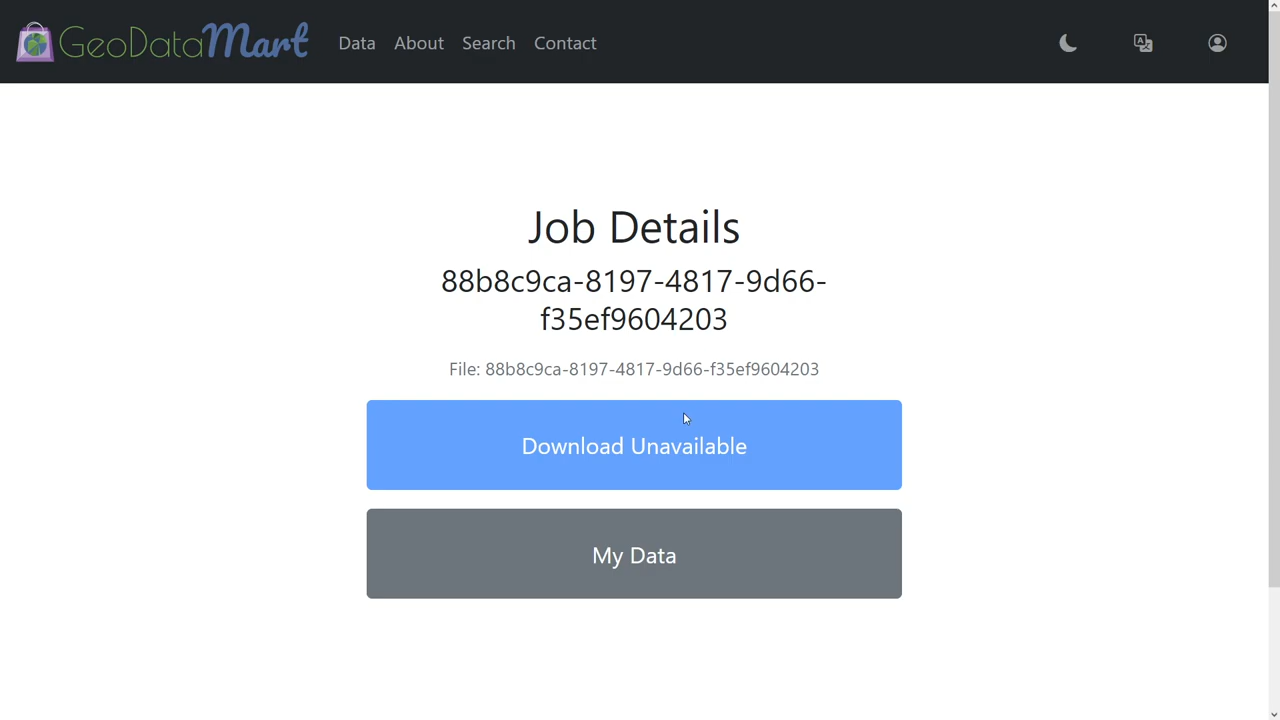 GeoDataMart Data About Search Contact
Job Details
88b8c9ca-8197-4817-9d66-
f35ef9604203
File: 88b8c9ca-8197-4817-9d66-f35ef9604203
Download Unavailable
My Data